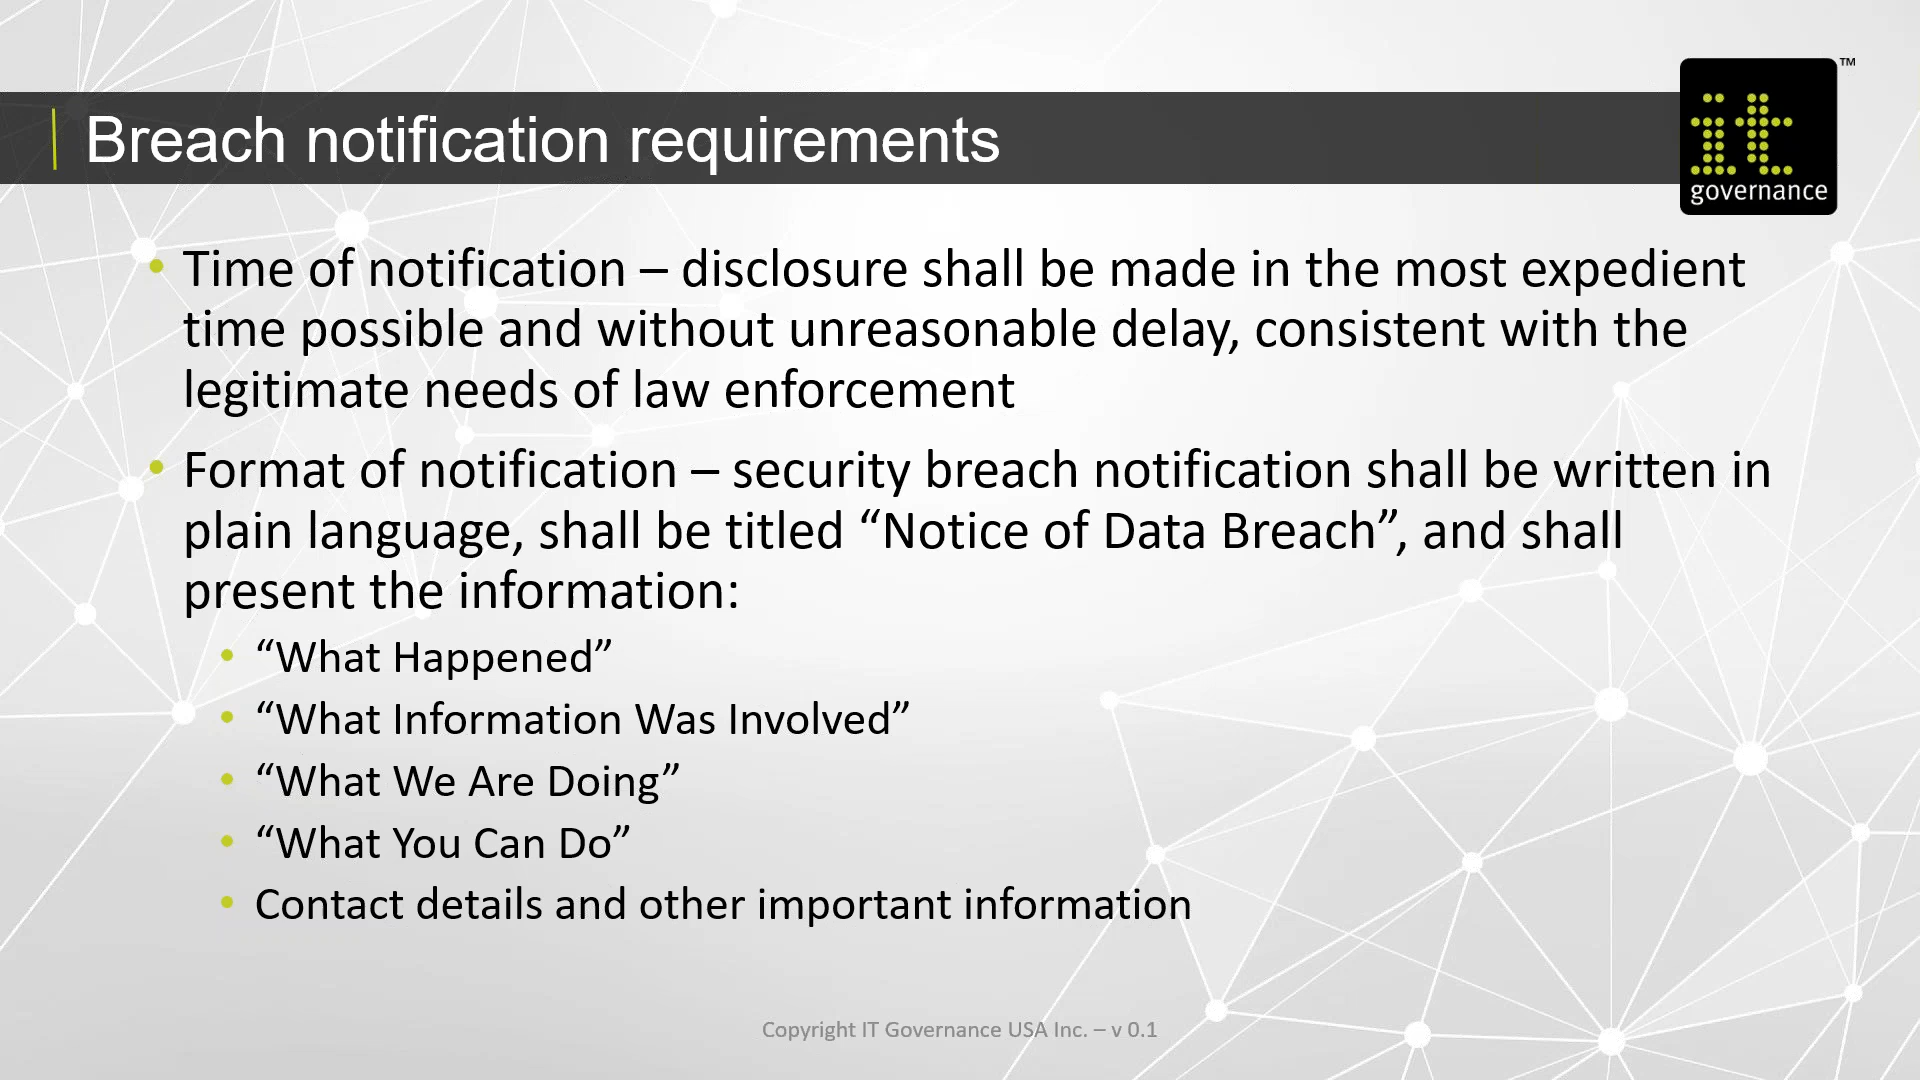 ™
Breach notification requirements
it
governance
• Time of notification – disclosure shall be made in the most expedient
time possible and without unreasonable delay, consistent with the
legitimate needs of law enforcement
• Format of notification – security breach notification shall be written in
plain language, shall be titled “Notice of Data Breach”, and shall
present the information:
• “What Happened”
• “What Information Was Involved”
• “What We Are Doing”
• “What You Can Do”
• Contact details and other important information
Copyright IT Governance USA Inc. – v 0.1